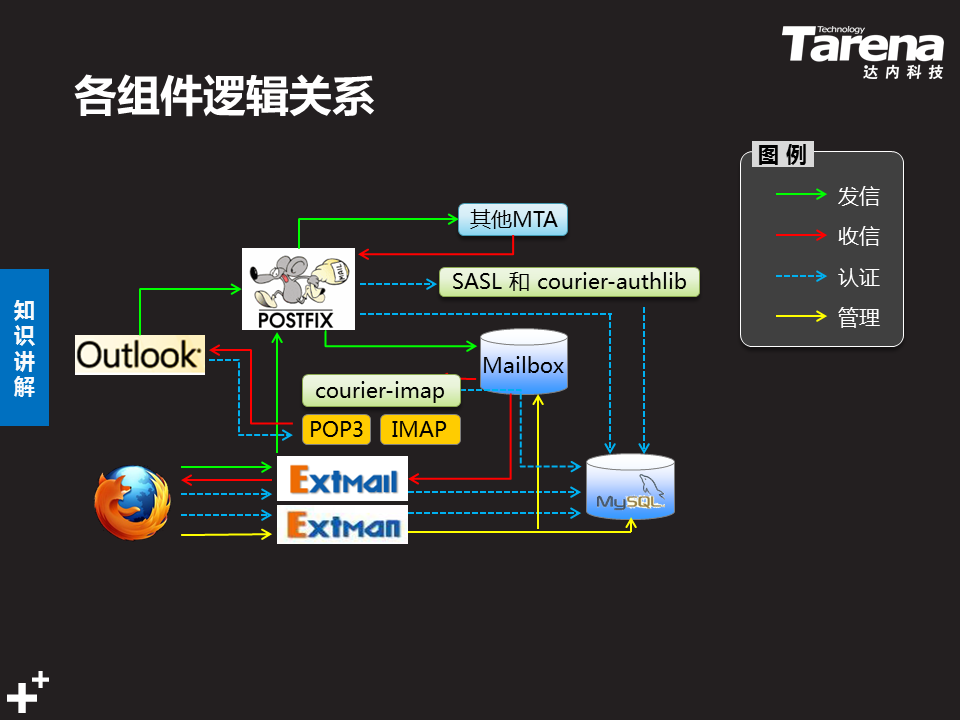 Technology
Tarena
达内科技
各组件逻辑关系
图 例
发信
收信
认证
管理
其他MTA
SASL 和 courier-authlib
MAIL
POSTFIX
知识讲解
Outlook
Mailbox
courier-imap
POP3
IMAP
Extmail
MySQL
Extman